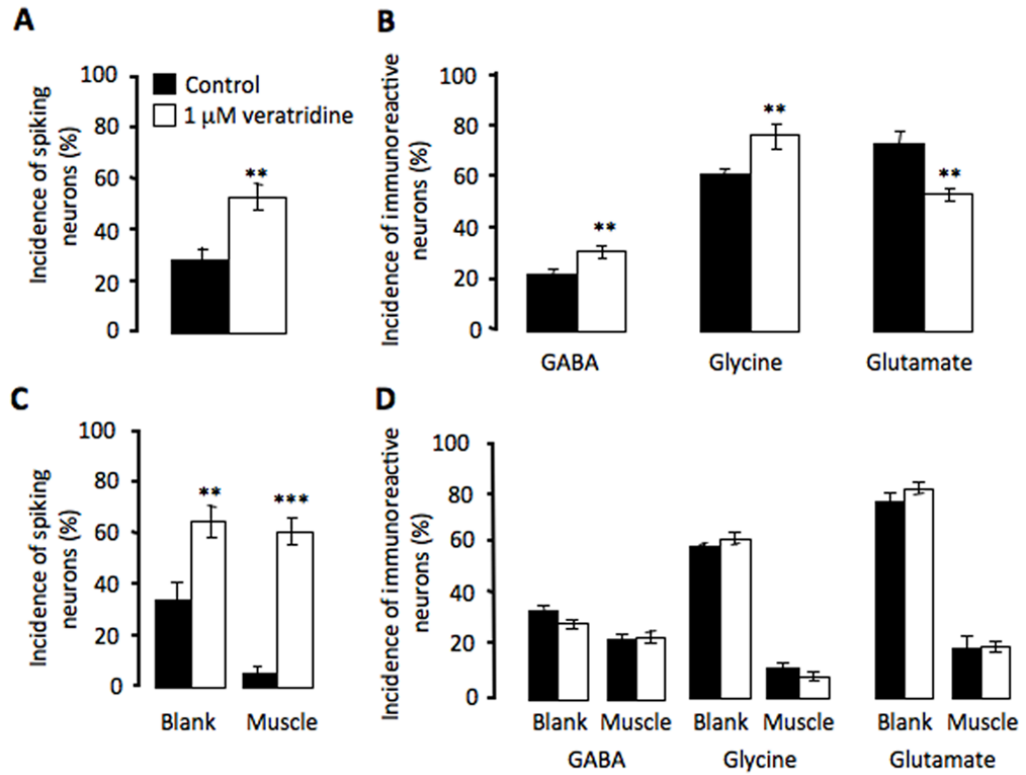 A
Incidence of spiking
neurons (%)
100
80
60
40
20
0
Control
1 µM veratridine
**
B
Incidence of immunoreactive
neurons (%)
100
80
60
40
20
0
**
**
**
GABA Glycine Glutamate
C
Incidence of spiking
neurons (%)
100
80
60
40
20
0
**
***
Blank Muscle
D
Incidence of immunoreactive
neurons (%)
100
80
60
40
20
0
Blank Muscle Blank Muscle Blank Muscle
GABA Glycine Glutamate